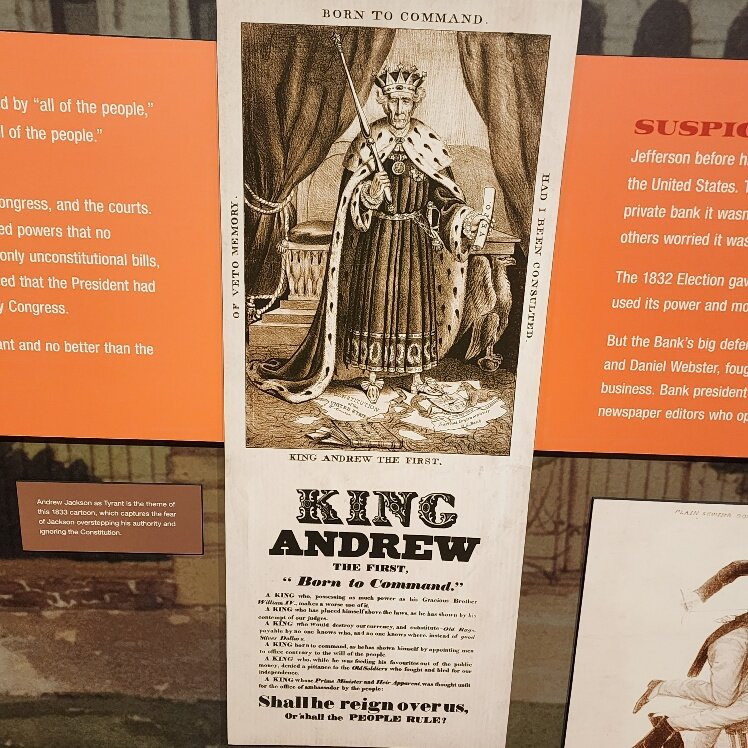 BORN TO COMMAND.
OF VETO MEMORY.
HAD I BEEN CONSULTED
VETO
CONSTITUTION
UNITED STATES
KING ANDREW THE FIRST.
KING
ANDREW
THE FIRST,
“ Born to Command.”
A KING who, possessing as much power as his Gracious Brother
William IV., makes a worse use of it.
A KING who has placed himself above the laws, as he has shown by his
contempt of our judges.
A KING who would destroy our currency, and substitute Old Rags,
payable by no one knows who, and no one knows where, instead of good
Silver Dollars.
A KING born to command, as he has shown himself by appointing men
to office contrary to the will of the people.
A KING who, while he was feeding his favourites out of the public
money, denied a pittance to the Old Soldiers who fought and bled for our
independence.
A KING whose Prime Minister and Heir Apparent, was thought unfit
for the office of ambassador by the people:
Shall he reign over us,
Or shall the PEOPLE RULE?
d by “all of the people,”
l of the people.”
ongress, and the courts.
ed powers that no
only unconstitutional bills,
red that the President had
y Congress.
ant and no better than the
Andrew Jackson as Tyrant is the theme of
this 1833 cartoon, which captures the fear
of Jackson overstepping his authority and
ignoring the Constitution.
SUSPIC
Jefferson before h
the United States. T
private bank it wasn
others worried it was
The 1832 Election gav
used its power and mo
But the Bank's big defen
and Daniel Webster, foug
business. Bank president
newspaper editors who op